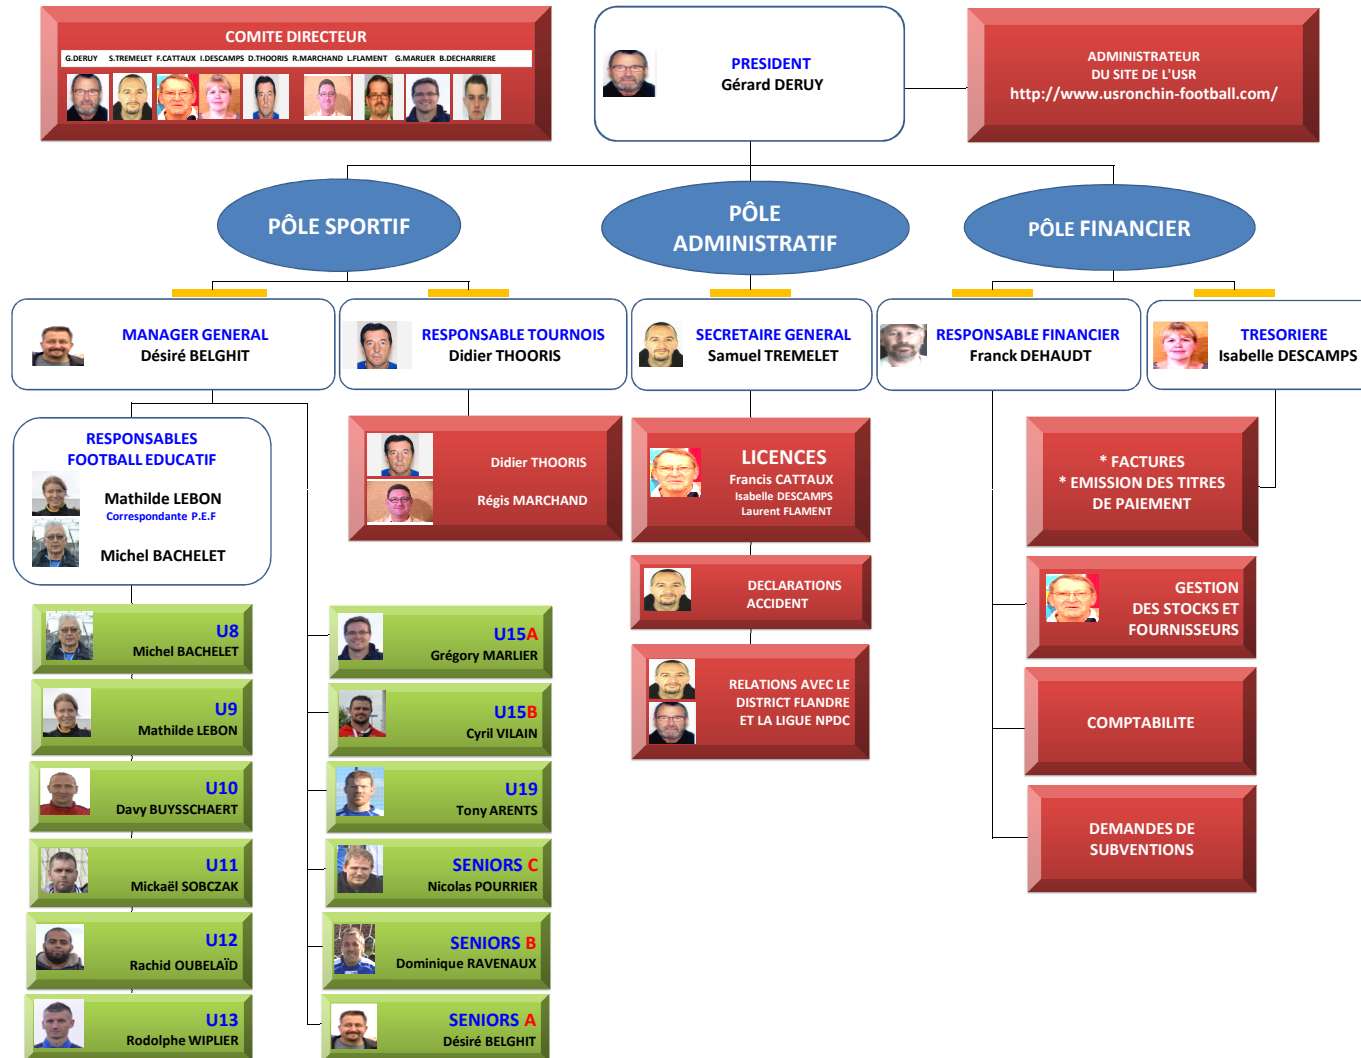 COMITE DIRECTEUR
G.DERUY S.TREMELET F.CATTAUX I.DESCAMPS D.THOORIS R.MARCHAND L.FLAMENT G.MARLIER B.DECHARRIERE
PRESIDENT
Gérard DERUY
ADMINISTRATEUR
DU SITE DE L'USR
http://www.usronchin-football.com/
PÔLE SPORTIF
PÔLE
ADMINISTRATIF
PÔLE FINANCIER
MANAGER GENERAL
Désiré BELGHIT
RESPONSABLE TOURNOIS
Didier THOORIS
SECRETAIRE GENERAL
Samuel TREMELET
RESPONSABLE FINANCIER
Franck DEHAUDT
TRESORIERE
Isabelle DESCAMPS
RESPONSABLES
FOOTBALL EDUCATIF
Mathilde LEBON
Correspondante P.E.F
Michel BACHELET
Didier THOORIS
Régis MARCHAND
LICENCES
Francis CATTAUX
Isabelle DESCAMPS
Laurent FLAMENT
* FACTURES
* EMISSION DES TITRES
DE PAIEMENT
DECLARATIONS
ACCIDENT
GESTION
DES STOCKS ET
FOURNISSEURS
RELATIONS AVEC LE
DISTRICT FLANDRE
ET LA LIGUE NPDC
COMPTABILITE
DEMANDES DE
SUBVENTIONS
U8
Michel BACHELET
U9
Mathilde LEBON
U10
Davy BUYSSCHAERT
U11
Mickaël SOBCZAK
U12
Rachid OUBELAÏD
U13
Rodolphe WIPLIER
U15A
Grégory MARLIER
U15B
Cyril VILAIN
U19
Tony ARENTS
SENIORS C
Nicolas POURRIER
SENIORS B
Dominique RAVENAUX
SENIORS A
Désiré BELGHIT